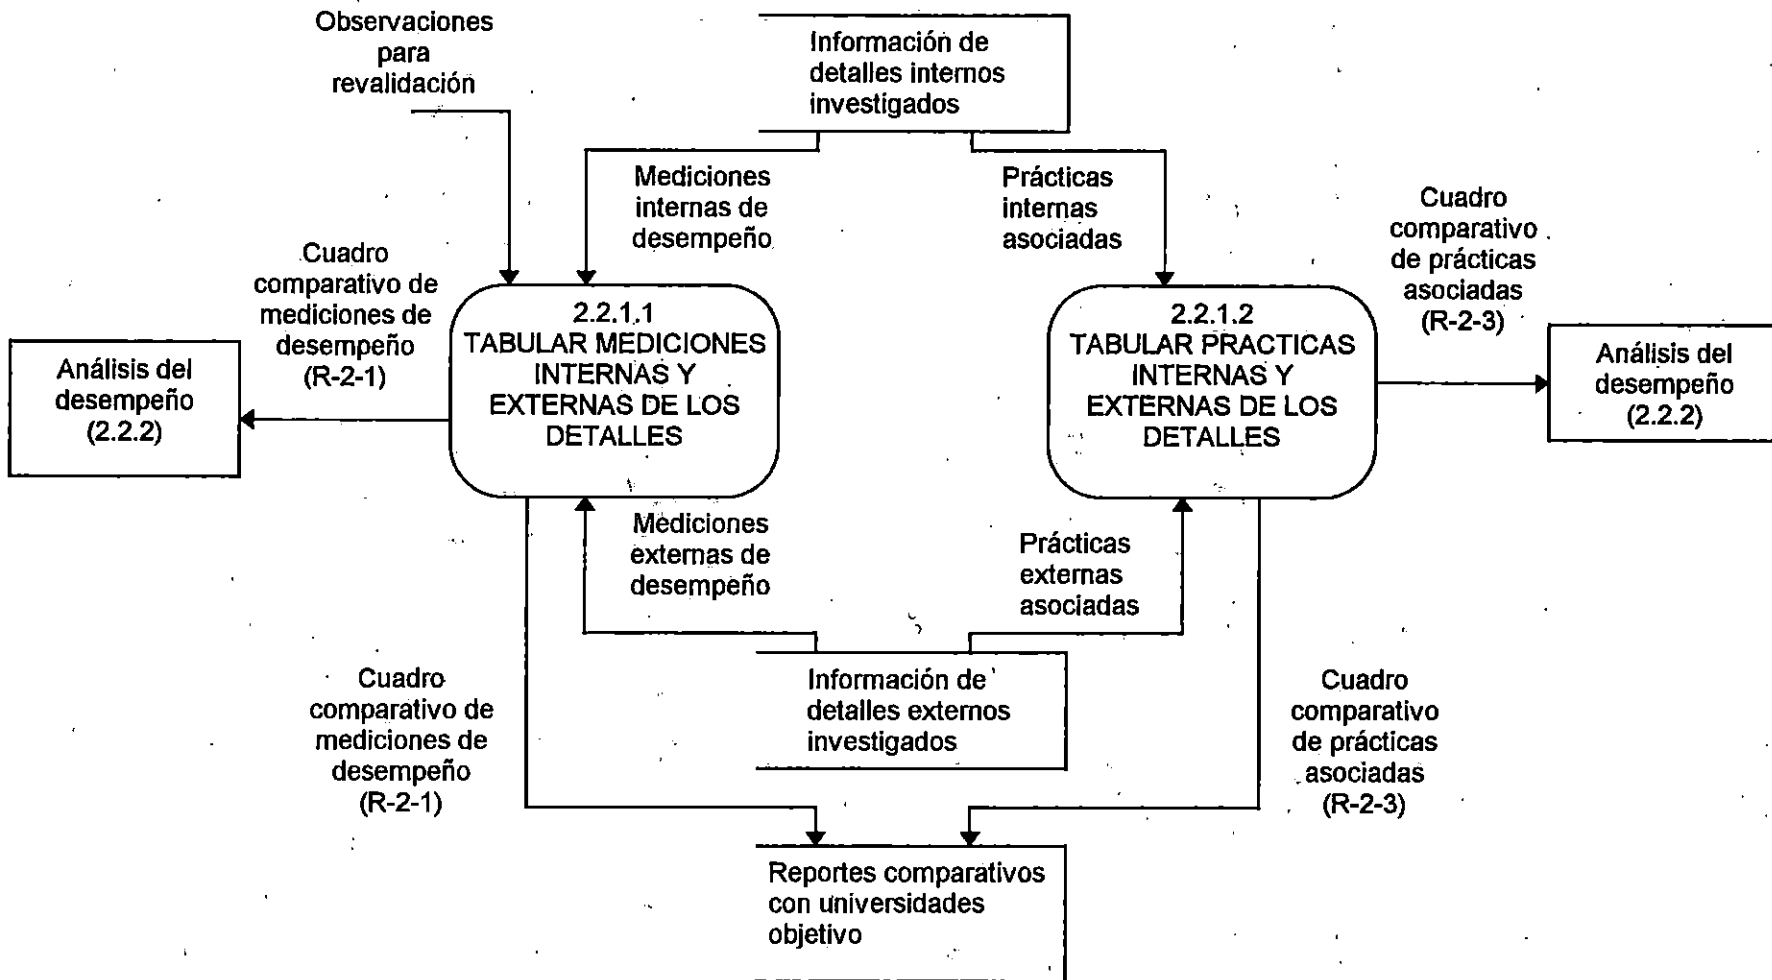 Observaciones
para
revalidación
Información de
detalles internos
investigados
Mediciones
internas de
desempeño
Prácticas
internas
asociadas
Cuadro
comparativo
de prácticas
asociadas
(R-2-3)
Cuadro
comparativo de
mediciones de
desempeño
(R-2-1)
Análisis del
desempeño
(2.2.2)
2.2.1.1
TABULAR MEDICIONES
INTERNAS Y
EXTERNAS DE LOS
DETALLES
2.2.1.2
TABULAR PRACTICAS
INTERNAS Y
EXTERNAS DE LOS
DETALLES
Análisis del
desempeño
(2.2.2)
Mediciones
externas de
desempeño
Prácticas
externas
asociadas
Cuadro
comparativo de
mediciones de
desempeño
(R-2-1)
Información de
detalles externos
investigados
Cuadro
comparativo
de prácticas
asociadas
(R-2-3)
Reportes comparativos
con universidades
objetivo